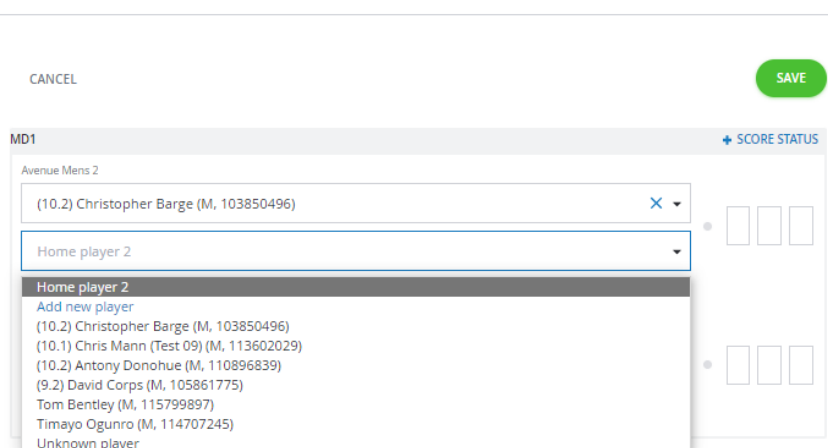 CANCEL
SAVE
MD1
+ SCORE STATUS
Avenue Mens 2
(10.2) Christopher Barge (M, 103850496)
Home player 2
Home player 2
Add new player
(10.2) Christopher Barge (M, 103850496)
(10.1) Chris Mann (Test 09) (M, 113602029)
(10.2) Antony Donohue (M, 110896839)
(9.2) David Corps (M, 105861775)
Tom Bentley (M, 115799897)
Timayo Ogunro (M, 114707245)
Unknown player